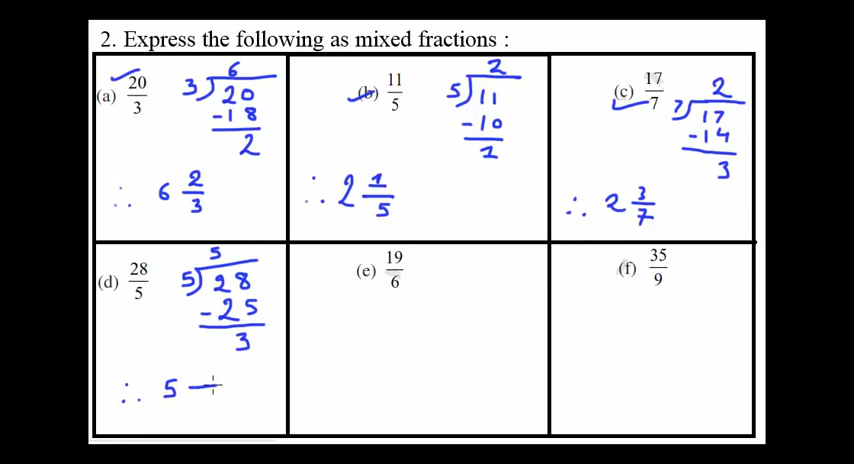 2. Express the following as mixed fractions :
(a) 20/3
6
3)20
-18
2
∴ 6 2/3
(b) 11/5
2
5)11
-10
1
∴ 2 1/5
(c) 17/7
2
7)17
-14
3
∴ 2 3/7
(d) 28/5
5
5)28
-25
3
∴ 5 —
(e) 19/6
(f) 35/9